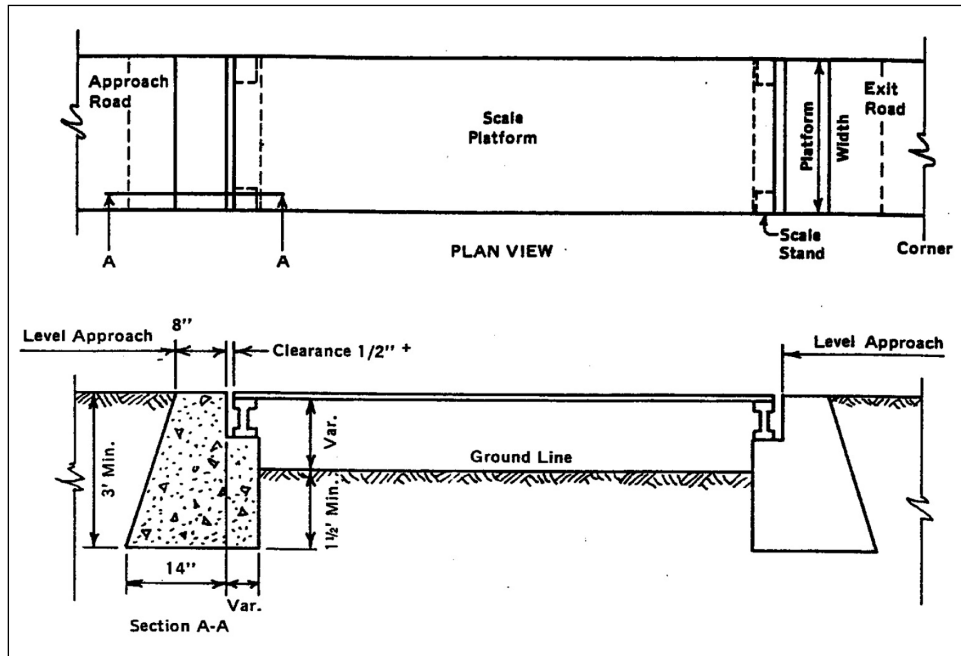 Approach
Road
Scale
Platform
Platform
Width
Exit
Road
A
A
PLAN VIEW
Scale
Stand
Corner
Level Approach
8"
Clearance 1/2" +
Level Approach
3' Min.
Var.
Ground Line
1½' Min
14"
Var.
Section A-A